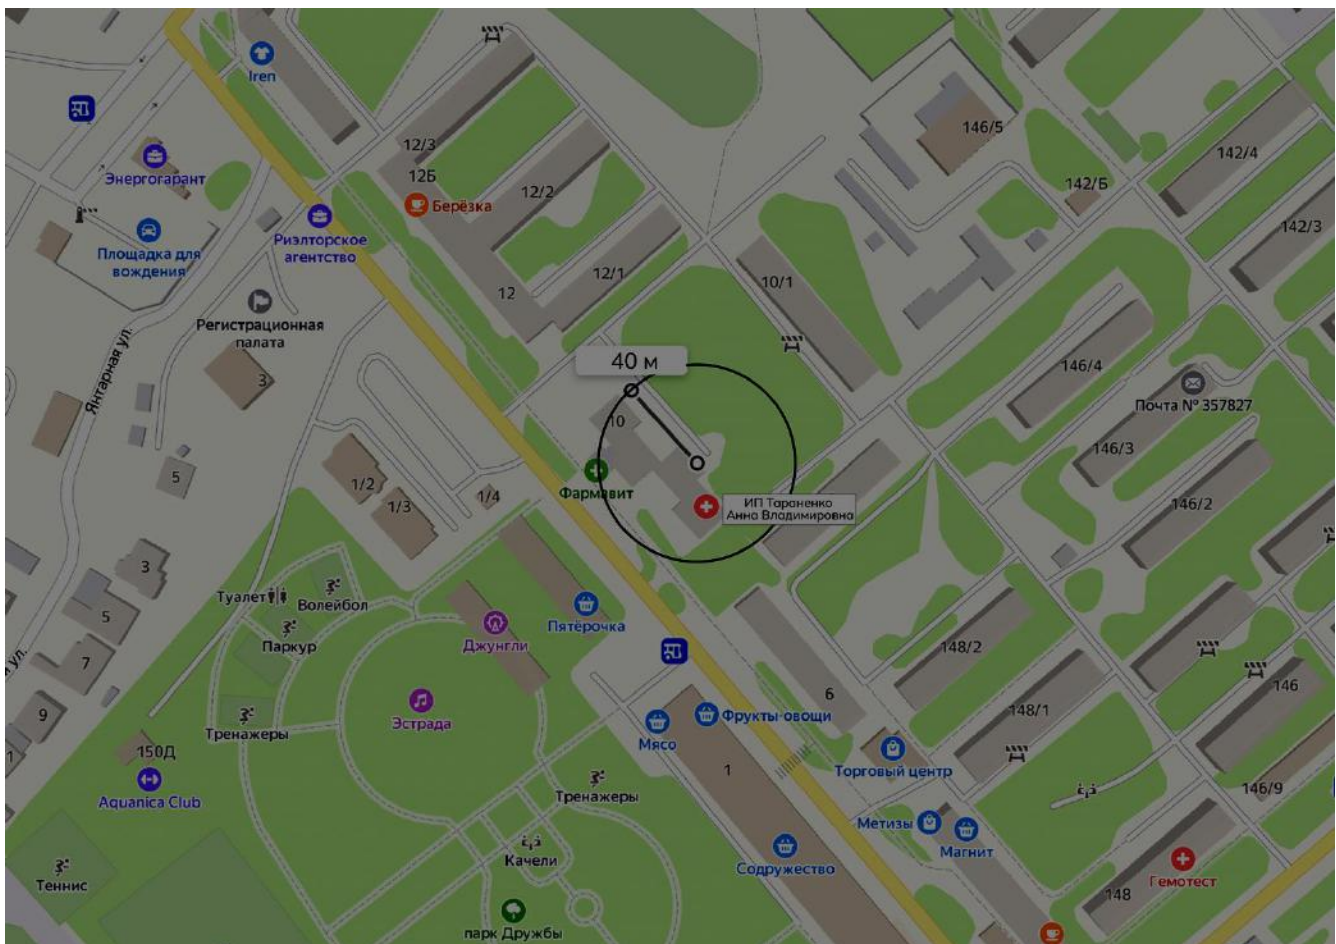 Iren
12/3
146/5
12Б
142/4
Энергогарант
142/Б
12/2
Берёзка
142/3
Риэлторское
агентство
Площадка для
вождения
12/1
10/1
12
Регистрационная
палата
40 м
146/4
Янтарная ул.
3
Почта № 357827
10
146/3
5
1/2
1/4
Фармавит
1/3
ИП Тараненко
Анна Владимировна
146/2
3
Туалет
Волейбол
5
Пятёрочка
Паркур
Джунгли
148/2
7
146
6
9
Эстрада
Фрукты-овощи
148/1
Тренажеры
Мясо
150Д
1
Торговый центр
Aquanica Club
Тренажеры
146/9
Метизы
Магнит
Качели
Содружество
Теннис
Гемотест
148
парк Дружбы